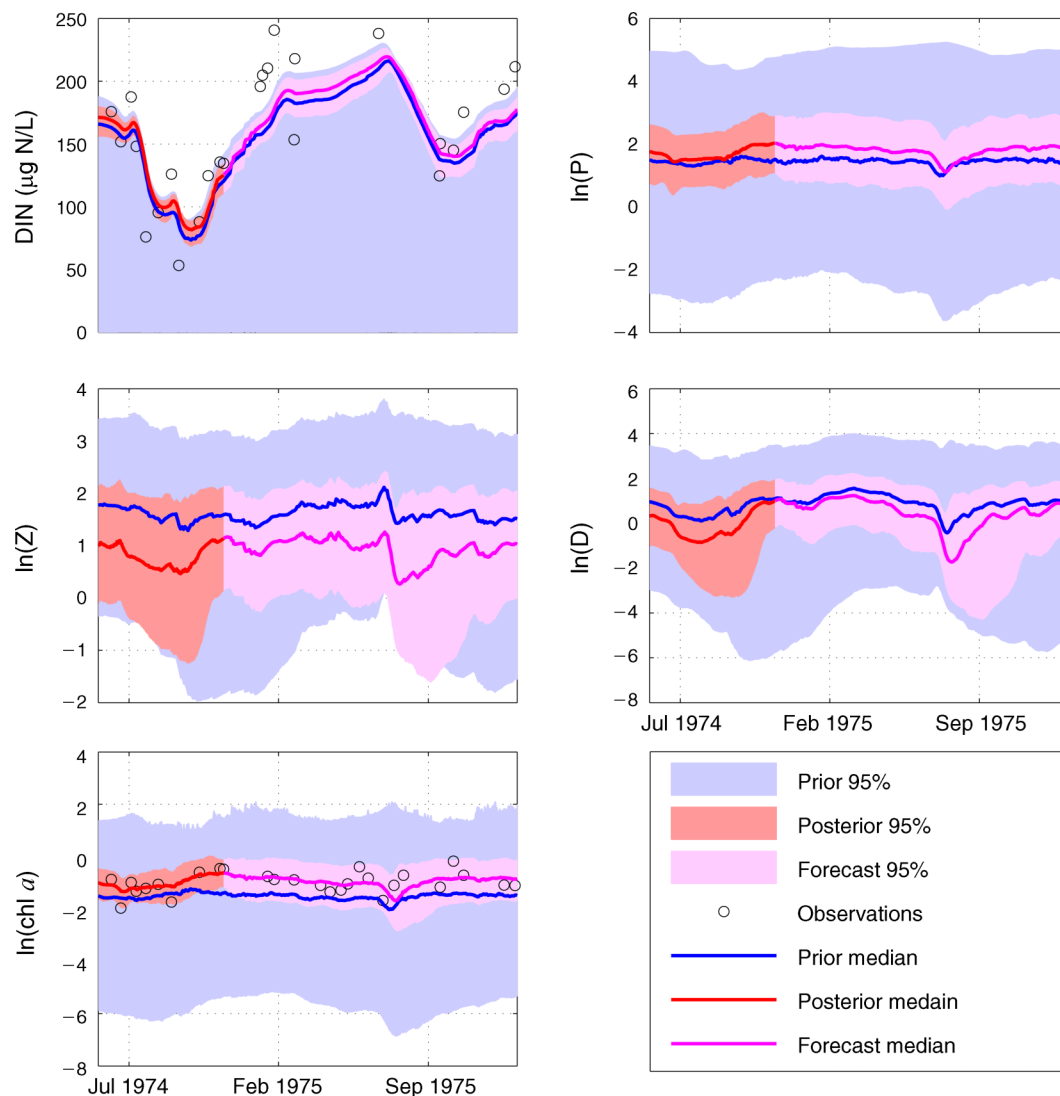 250
200
150
100
50
0
DIN (µg N/L)
6
4
2
0
−2
−4
ln(P)
4
3
2
1
0
−1
−2
ln(Z)
6
4
2
0
−2
−4
−6
−8
ln(D)
Jul 1974 Feb 1975 Sep 1975
4
2
0
−2
−4
−6
−8
ln(chl a)
Jul 1974 Feb 1975 Sep 1975
Prior 95%
Posterior 95%
Forecast 95%
Observations
Prior median
Posterior medain
Forecast median